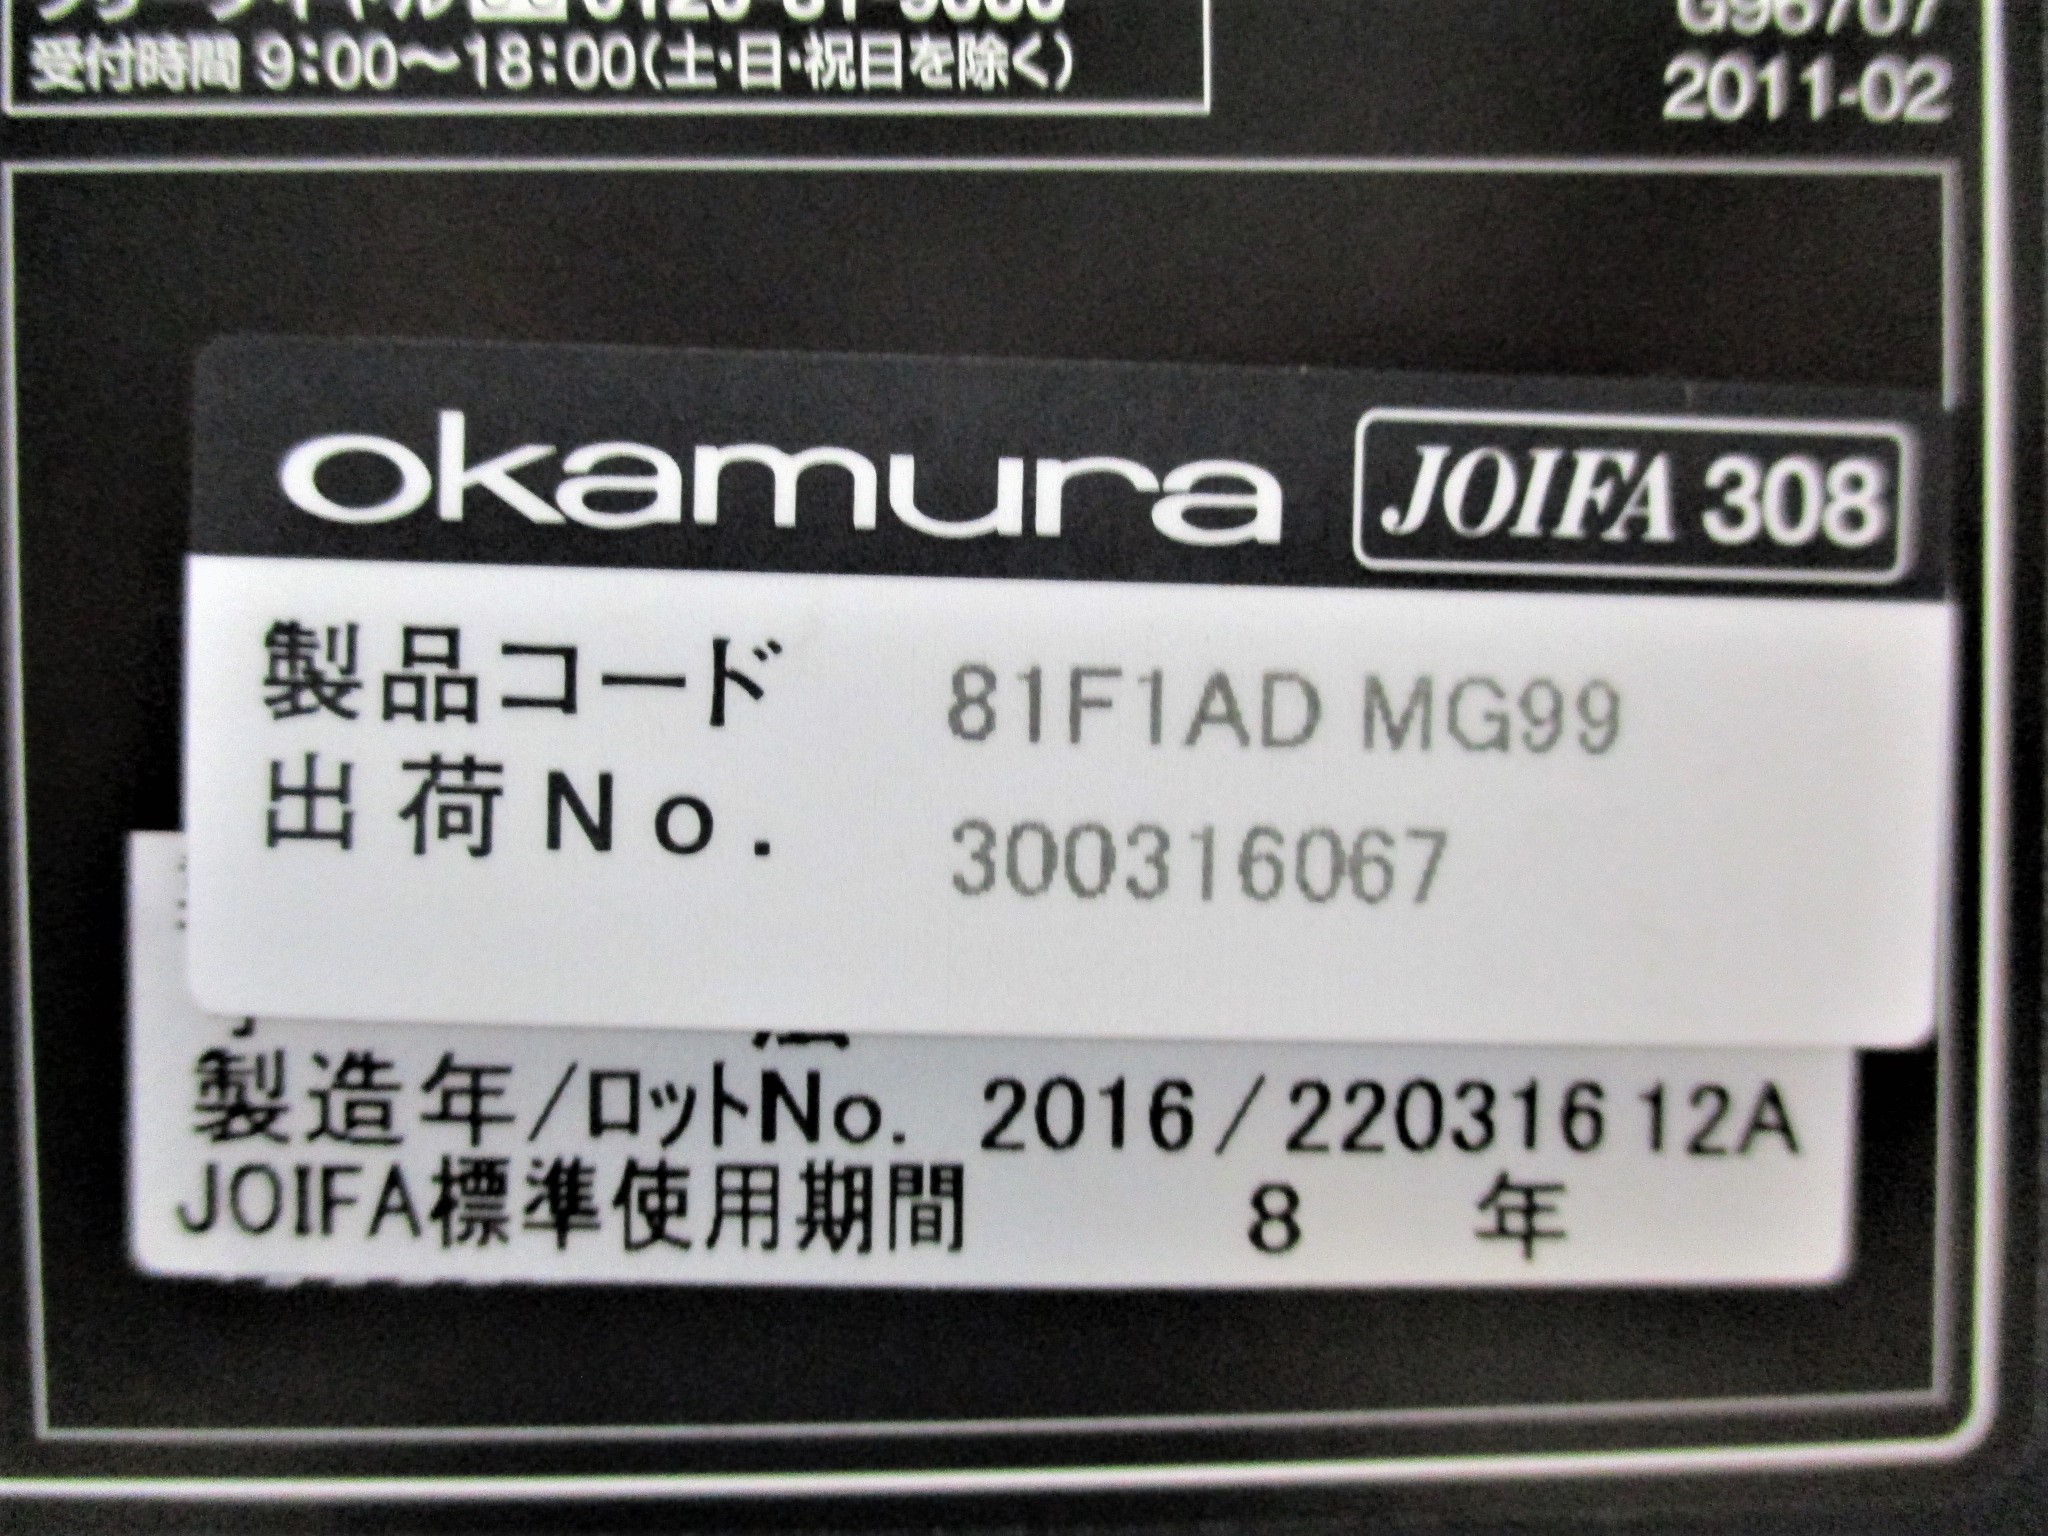 受付時間 9:00～18:00(土・日・祝日を除く)
G96707
2011-02
okamura JOIFA 308
製品コード 81F1AD MG99
出荷No. 300316067
製造年/ロットNo. 2016/220316 12A
JOIFA標準使用期間 8 年